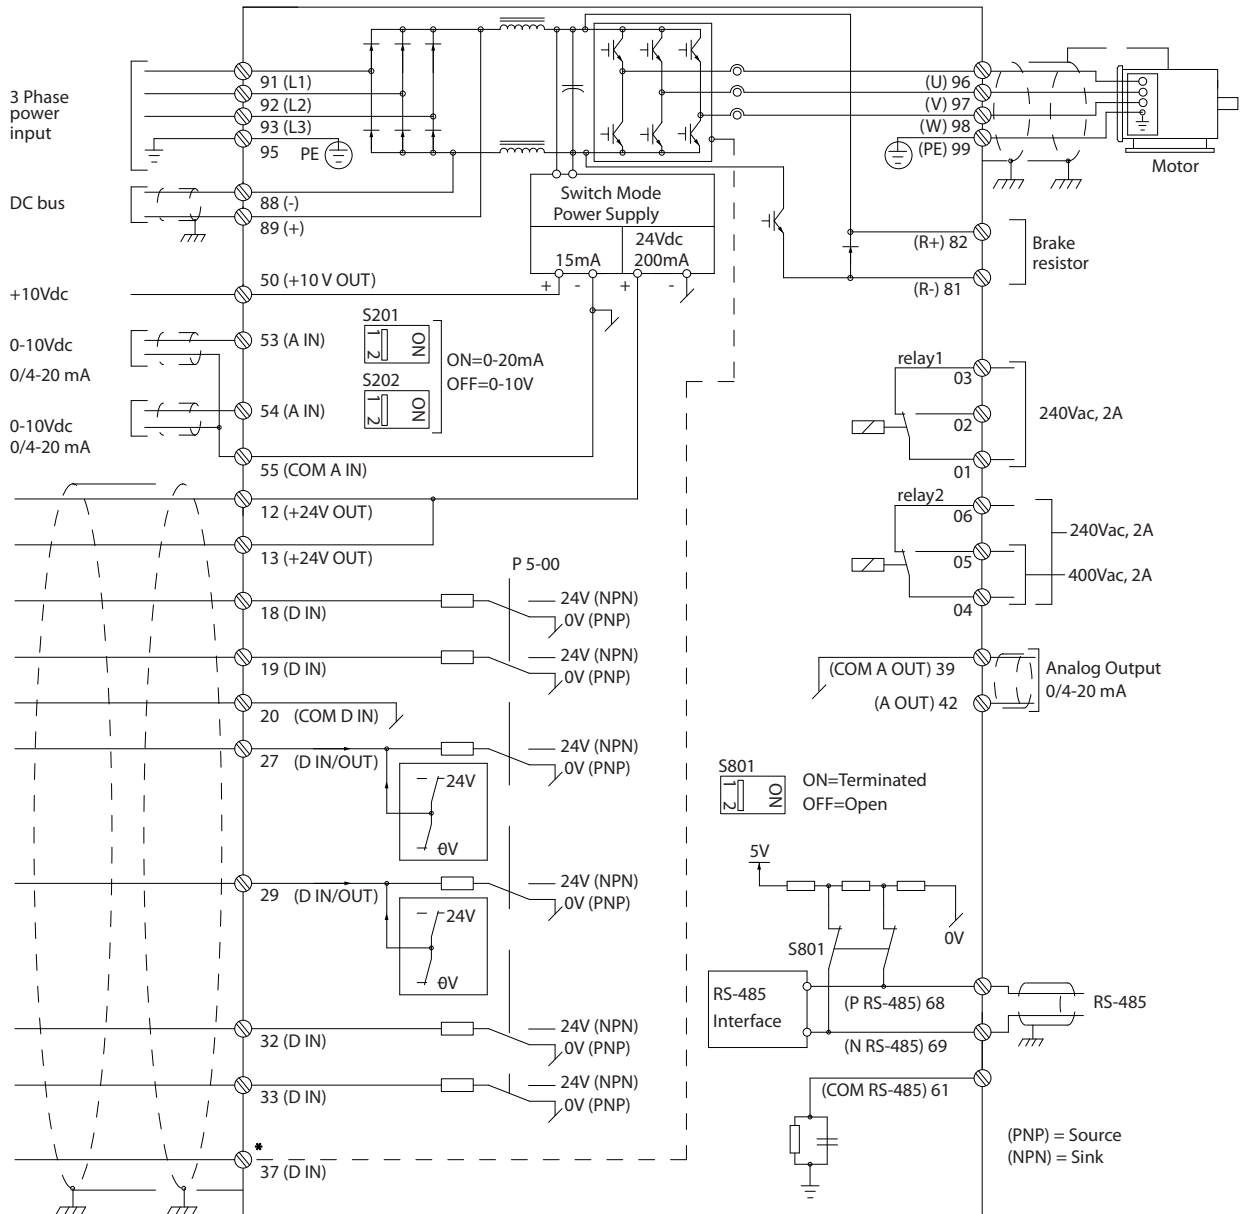 3 Phase
power
input
91 (L1)
92 (L2)
93 (L3)
95
PE
DC bus
88 (-)
89 (+)
+10Vdc
50 (+10 V OUT)
0-10Vdc
0/4-20 mA
53 (A IN)
0-10Vdc
0/4-20 mA
54 (A IN)
55 (COM A IN)
12 (+24V OUT)
13 (+24V OUT)
18 (D IN)
19 (D IN)
20 (COM D IN)
27 (D IN/OUT)
24V
0V
29 (D IN/OUT)
24V
0V
32 (D IN)
33 (D IN)
*
37 (D IN)
S201
1 2
ON
S202
1 2
ON
ON=0-20mA
OFF=0-10V
Switch Mode
Power Supply
15mA
24Vdc
200mA
+ - + -
P 5-00
24V (NPN)
0V (PNP)
24V (NPN)
0V (PNP)
24V (NPN)
0V (PNP)
24V (NPN)
0V (PNP)
24V (NPN)
0V (PNP)
24V (NPN)
0V (PNP)
(U) 96
(V) 97
(W) 98
(PE) 99
Motor
(R+) 82
(R-) 81
Brake
resistor
relay1
03
02
01
240Vac, 2A
relay2
06
05
04
240Vac, 2A
400Vac, 2A
(COM A OUT) 39
(A OUT) 42
Analog Output
0/4-20 mA
S801
1 2
ON
ON=Terminated
OFF=Open
5V
0V
S801
RS-485
Interface
(P RS-485) 68
(N RS-485) 69
RS-485
(COM RS-485) 61
(PNP) = Source
(NPN) = Sink